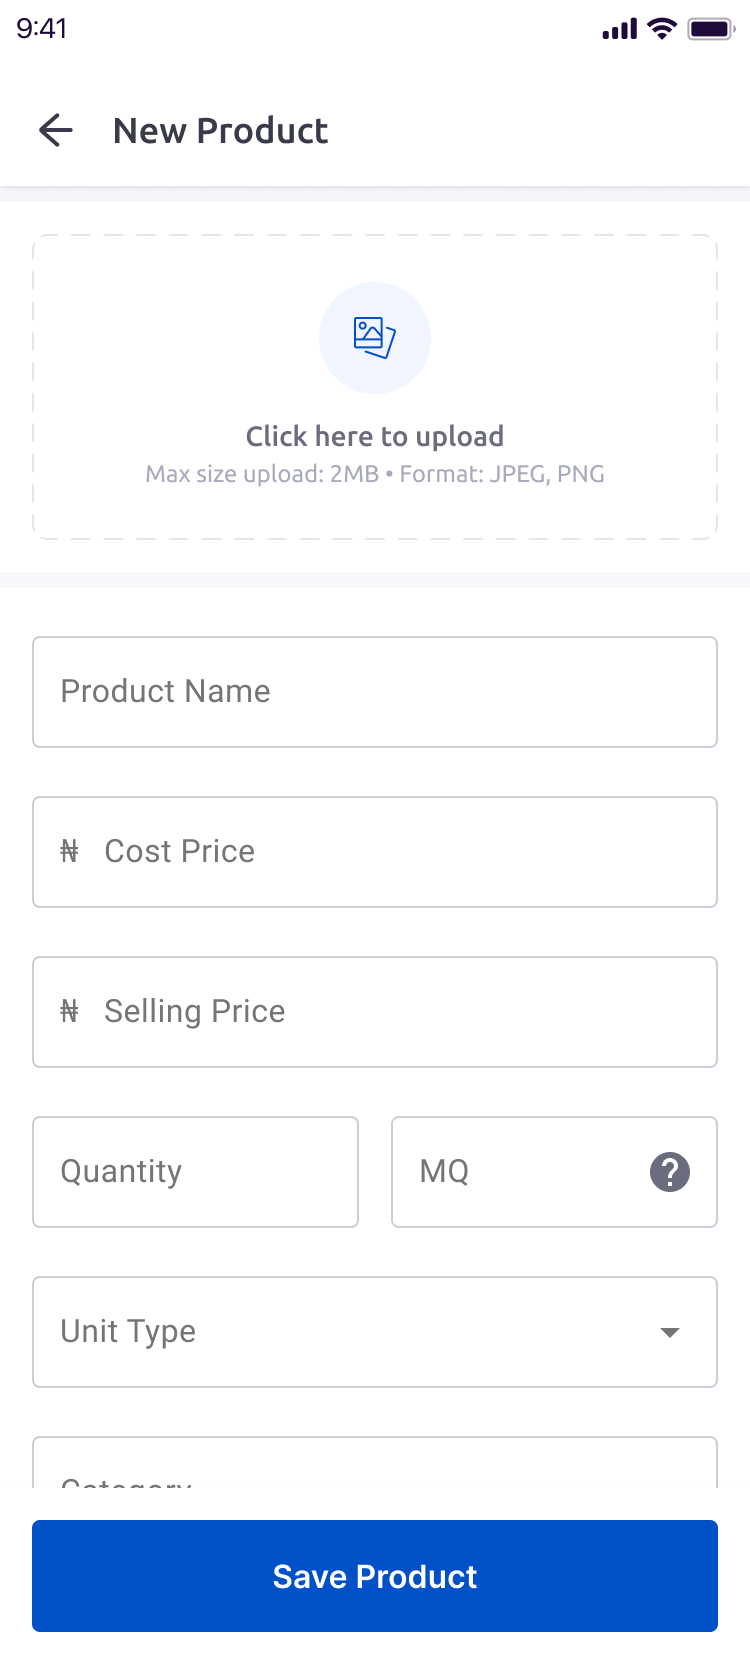 9:41
New Product
Click here to upload
Max size upload: 2MB • Format: JPEG, PNG
Product Name
₦ Cost Price
₦ Selling Price
Quantity
MQ ?
Unit Type
Category
Save Product